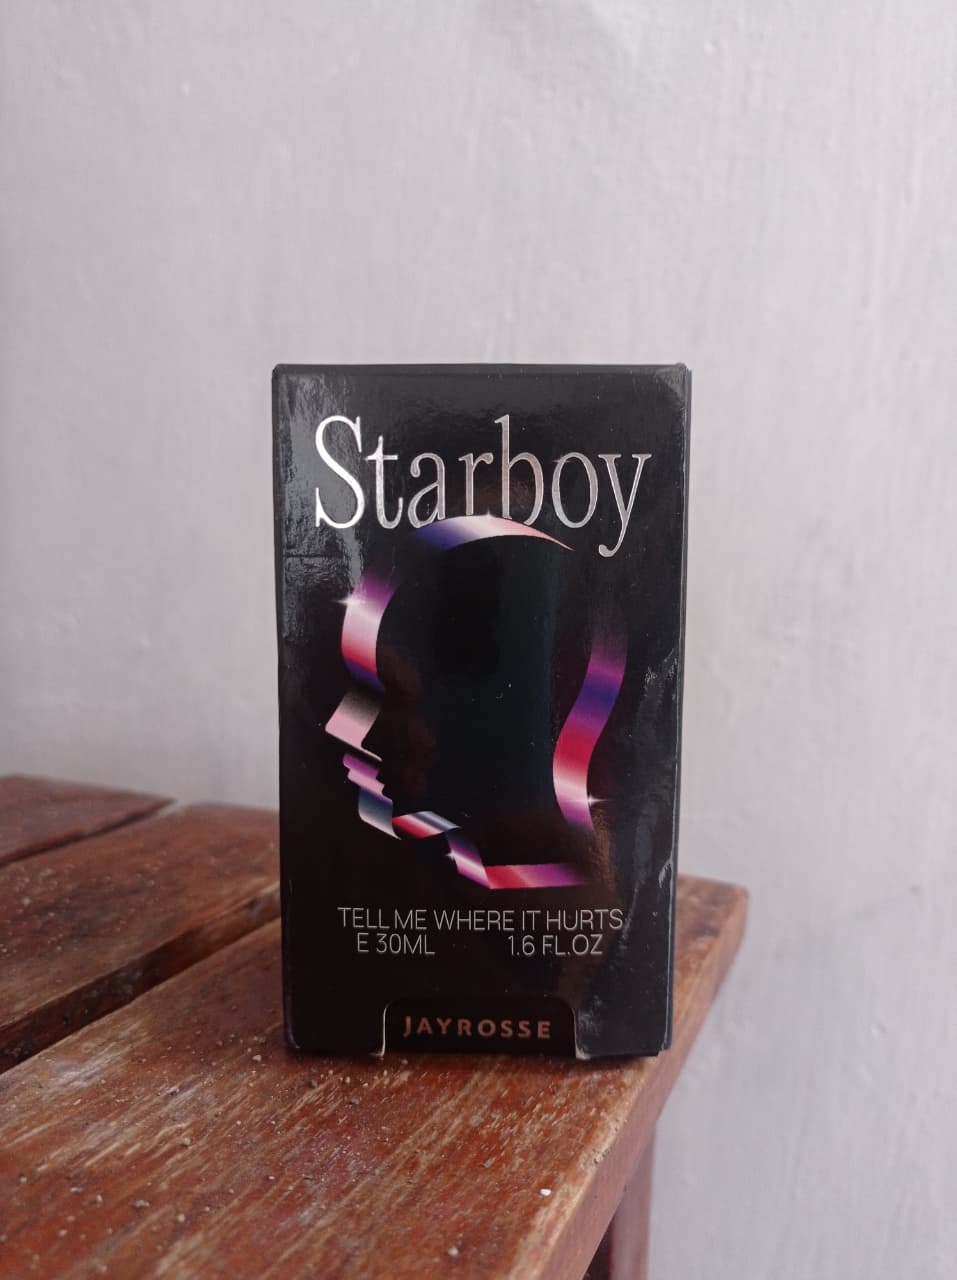 Starboy
TELL ME WHERE IT HURTS
E 30ML 1.6 FL.OZ
JAYROSSE